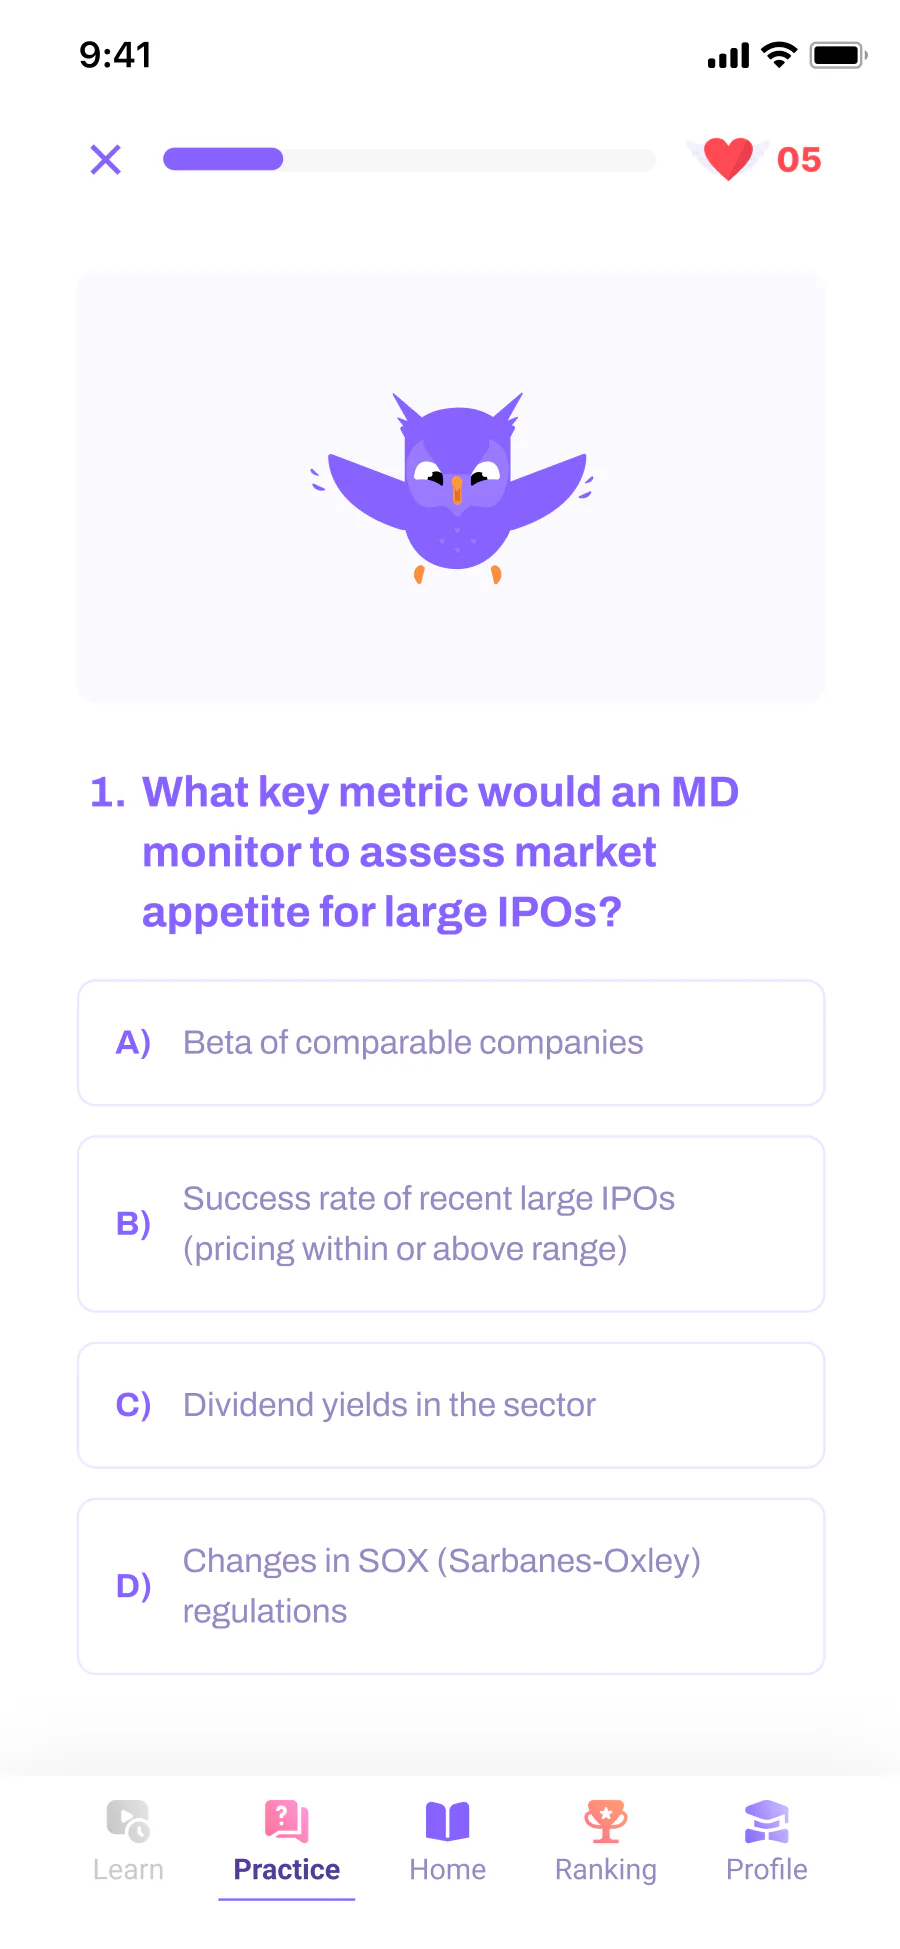 9:41
05
1. What key metric would an MD
monitor to assess market
appetite for large IPOs?
A) Beta of comparable companies
B) Success rate of recent large IPOs
(pricing within or above range)
C) Dividend yields in the sector
D) Changes in SOX (Sarbanes-Oxley)
regulations
?
Learn Practice Home Ranking Profile